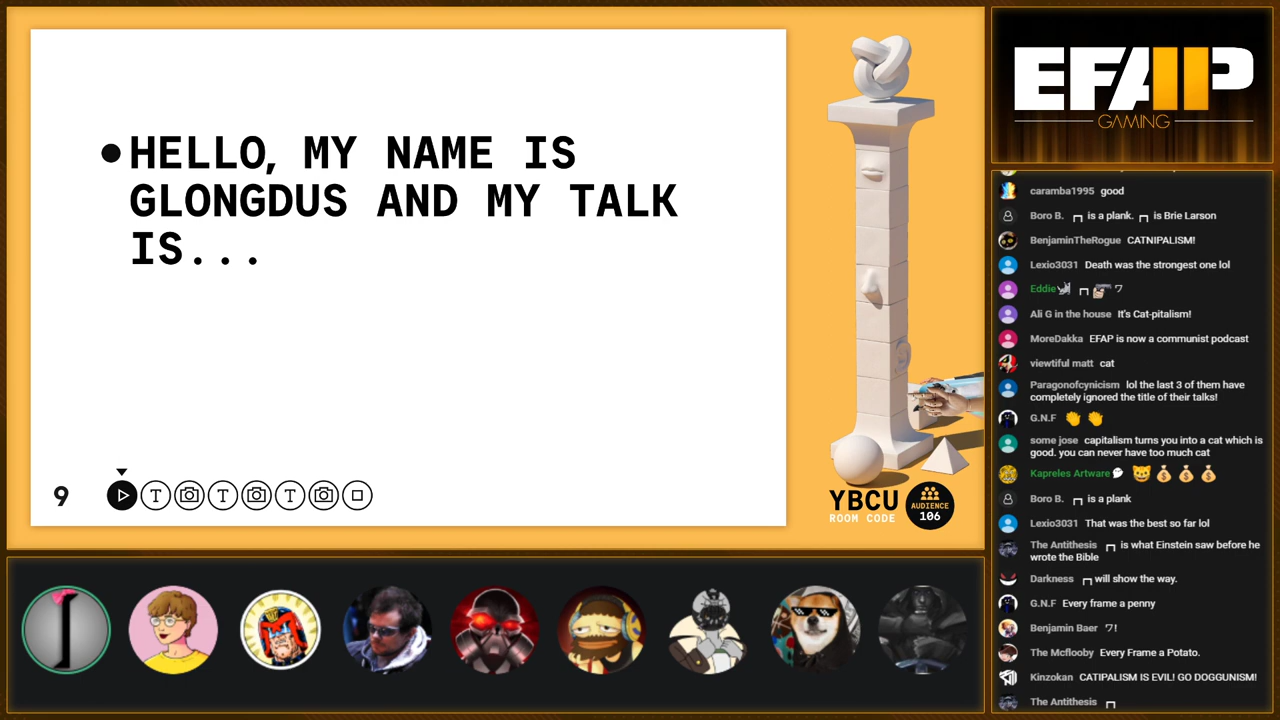 HELLO, MY NAME IS
GLONGDUS AND MY TALK
IS...
9
T
T
T
YBCU
ROOM CODE
AUDIENCE
106
EFAP
GAMING
caramba1995 good
Boro B. ┏┓ is a plank. ┏┓ is Brie Larson
BenjaminTheRogue CATNIPALISM!
Lexio3031 Death was the strongest one lol
Eddie ┏┓ ワ
Ali G in the house It's Cat-pitalism!
MoreDakka EFAP is now a communist podcast
viewtiful matt cat
Paragonofcynicism lol the last 3 of them have
completely ignored the title of their talks!
G.N.F 👏 👏
some jose capitalism turns you into a cat which is
good. you can never have too much cat
Kapreles Artware 😺 💰 💰 💰
Boro B. ┏┓ is a plank
Lexio3031 That was the best so far lol
The Antithesis ┏┓ is what Einstein saw before he
wrote the Bible
Darkness ┏┓ will show the way.
G.N.F Every frame a penny
Benjamin Baer ワ!
The Mcflooby Every Frame a Potato.
Kinzokan CATIPALISM IS EVIL! GO DOGGUNISM!
The Antithesis ┏┓